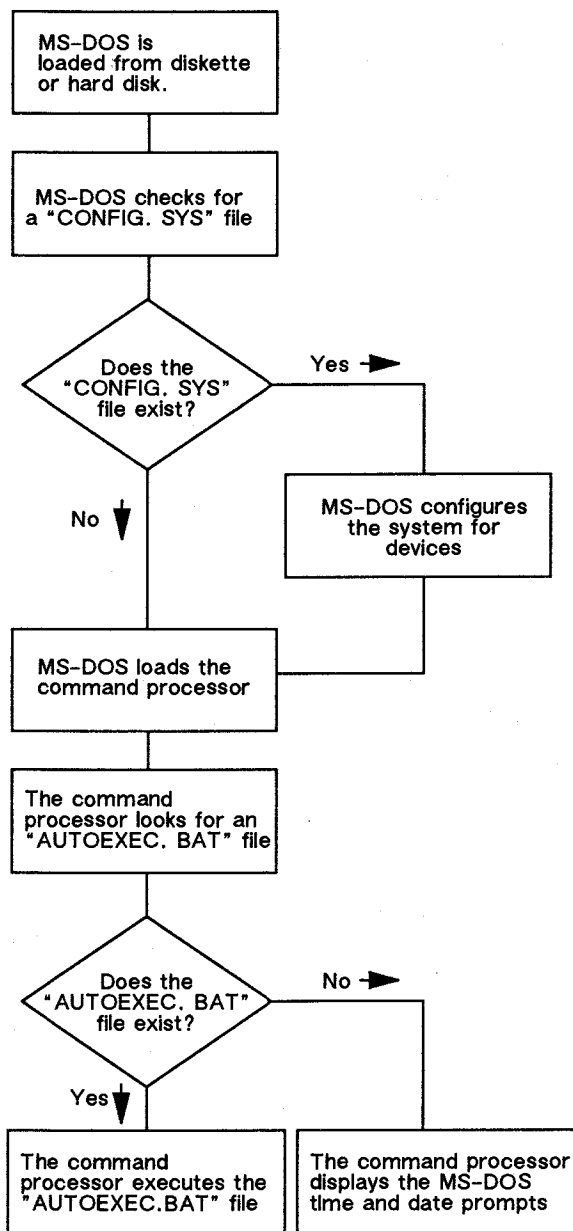 MS-DOS is
loaded from diskette
or hard disk.
MS-DOS checks for
a "CONFIG. SYS" file
Does the
"CONFIG. SYS"
file exist?
Yes
No
MS-DOS configures
the system for
devices
MS-DOS loads the
command processor
The command
processor looks for an
"AUTOEXEC. BAT" file
Does the
"AUTOEXEC. BAT"
file exist?
No
Yes
The command
processor executes the
"AUTOEXEC.BAT" file
The command processor
displays the MS-DOS
time and date prompts